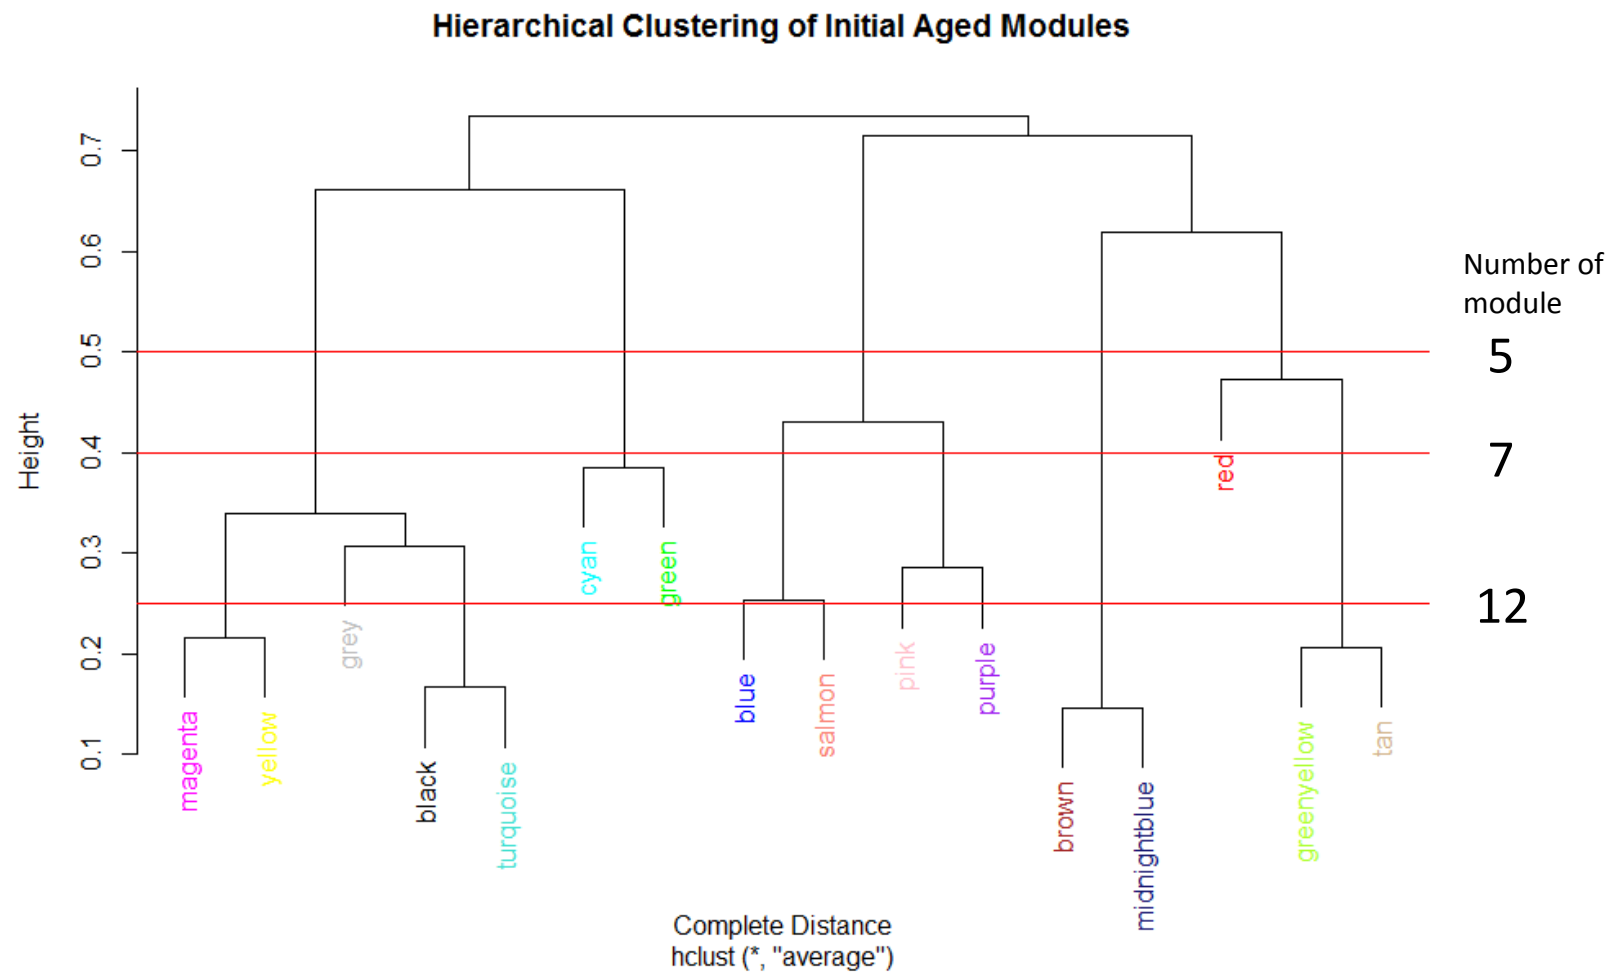 Hierarchical Clustering of Initial Aged Modules
Height
0.7
0.6
0.5
0.4
0.3
0.2
0.1
magenta
yellow
grey
black
turquoise
cyan
green
blue
salmon
pink
purple
brown
midnightblue
red
greenyellow
tan
Number of
module
5
7
12
Complete Distance
hclust (*, "average")